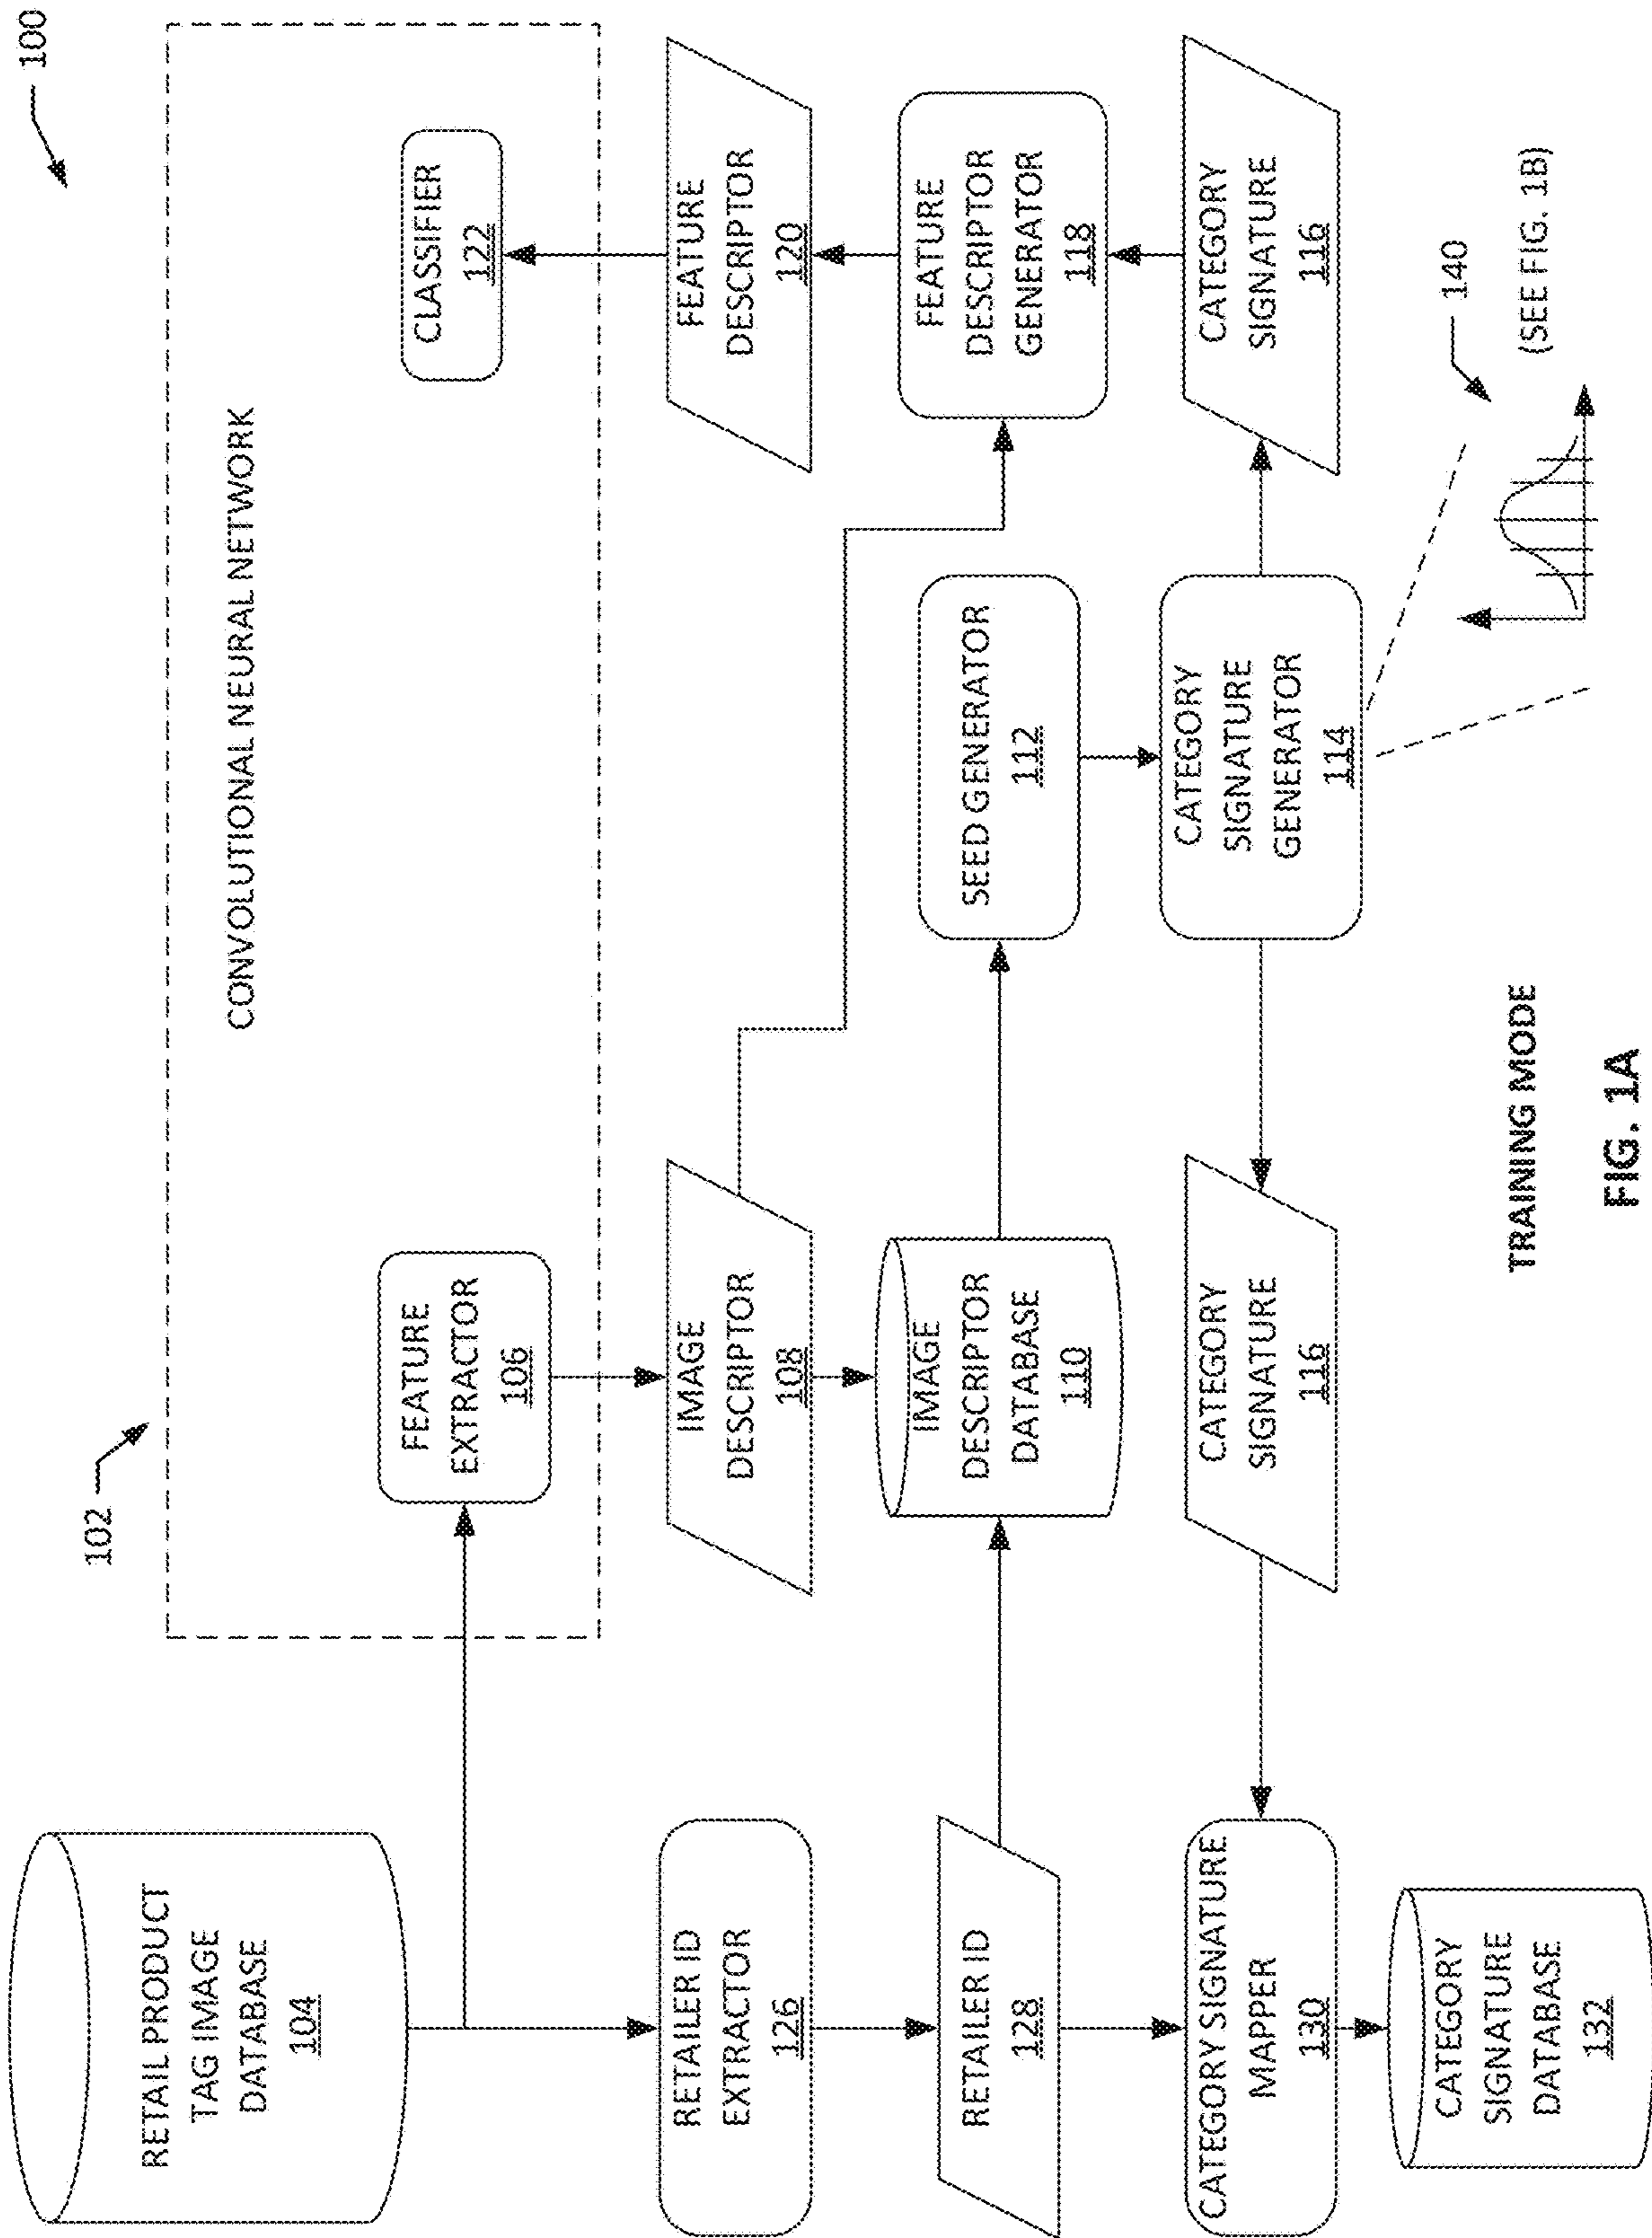 100
102
CONVOLUTIONAL NEURAL NETWORK
RETAIL PRODUCT
TAG IMAGE
DATABASE
104
FEATURE
EXTRACTOR
106
CLASSIFIER
122
RETAILER ID
EXTRACTOR
126
IMAGE
DESCRIPTOR
108
FEATURE
DESCRIPTOR
120
RETAILER ID
128
IMAGE
DESCRIPTOR
DATABASE
110
SEED GENERATOR
112
FEATURE
DESCRIPTOR
GENERATOR
118
CATEGORY SIGNATURE
MAPPER
130
CATEGORY
SIGNATURE
116
CATEGORY
SIGNATURE
GENERATOR
114
CATEGORY
SIGNATURE
116
CATEGORY
SIGNATURE
DATABASE
132
140
(SEE FIG. 1B)
TRAINING MODE
FIG. 1A